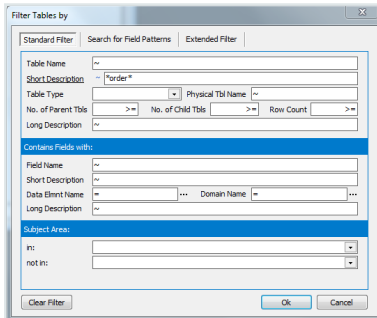 Filter Tables by
Standard Filter Search for Field Patterns Extended Filter
Table Name ~
Short Description ~ *order*
Table Type Physical Tbl Name ~
No. of Parent Tbls >= No. of Child Tbls >= Row Count >=
Long Description ~
Contains Fields with:
Field Name ~
Short Description ~
Data Elmnt Name = ... Domain Name = ...
Long Description ~
Subject Area:
in:
not in:
Clear Filter Ok Cancel